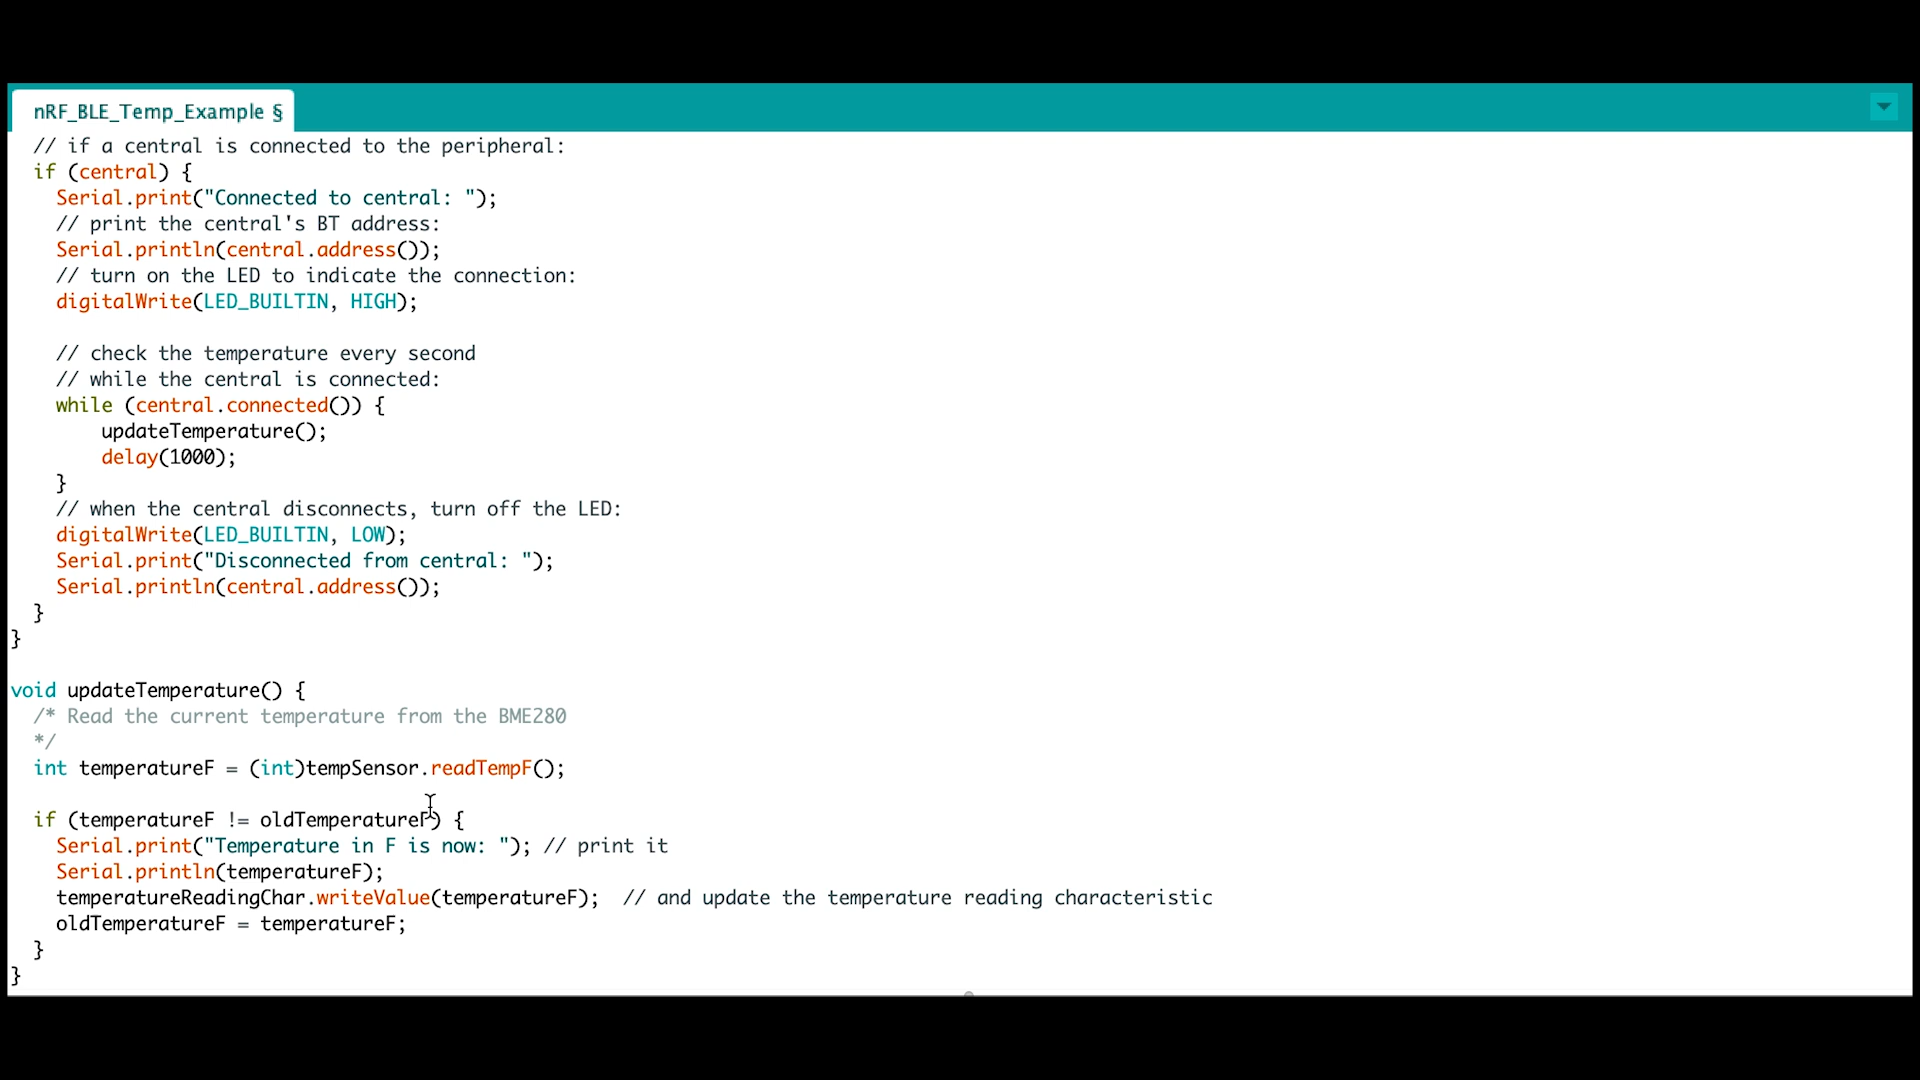 nRF_BLE_Temp_Example §
// if a central is connected to the peripheral:
if (central) {
Serial.print("Connected to central: ");
// print the central's BT address:
Serial.println(central.address());
// turn on the LED to indicate the connection:
digitalWrite(LED_BUILTIN, HIGH);
// check the temperature every second
// while the central is connected:
while (central.connected()) {
updateTemperature();
delay(1000);
}
// when the central disconnects, turn off the LED:
digitalWrite(LED_BUILTIN, LOW);
Serial.print("Disconnected from central: ");
Serial.println(central.address());
}
}
void updateTemperature() {
/* Read the current temperature from the BME280
*/
int temperatureF = (int)tempSensor.readTempF();
if (temperatureF != oldTemperatureF) {
Serial.print("Temperature in F is now: "); // print it
Serial.println(temperatureF);
temperatureReadingChar.writeValue(temperatureF);  // and update the temperature reading characteristic
oldTemperatureF = temperatureF;
}
}